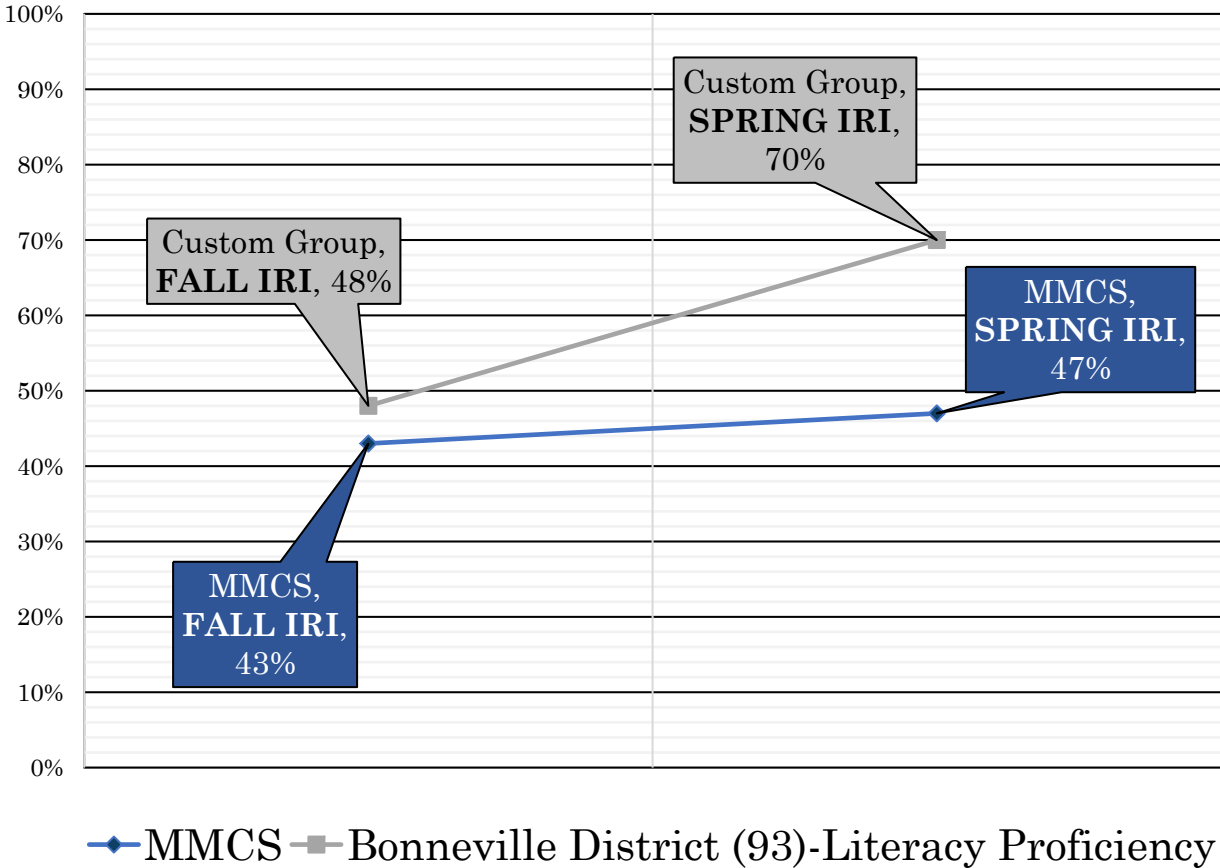 100%
90%
80%
70%
60%
50%
40%
30%
20%
10%
0%
Custom Group,
SPRING IRI,
70%
Custom Group,
FALL IRI, 48%
MMCS,
SPRING IRI,
47%
MMCS,
FALL IRI,
43%
MMCS
Bonneville District (93)-Literacy Proficiency